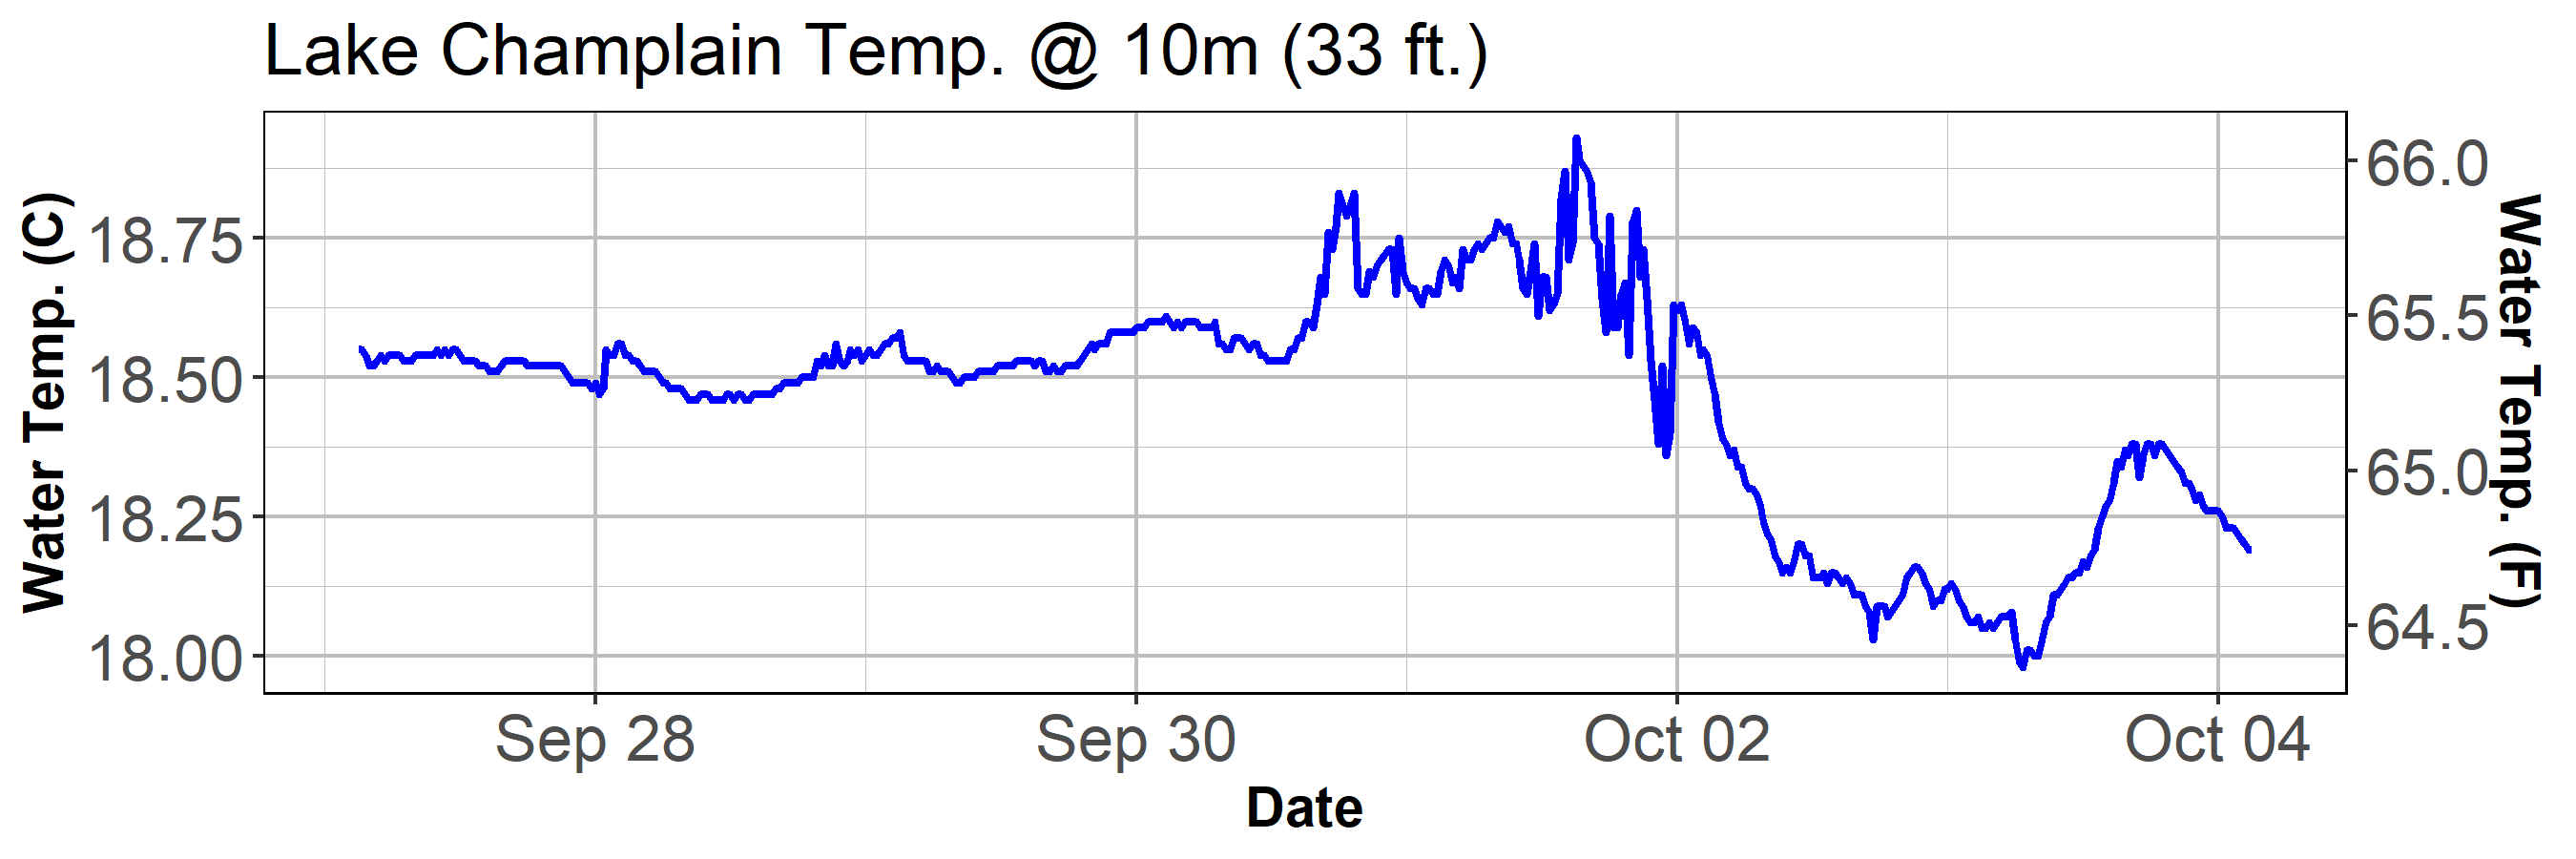 Lake Champlain Temp. @ 10m (33 ft.)
Water Temp. (C)
18.75
18.50
18.25
18.00
66.0
65.5
65.0
64.5
Water Temp. (F)
Sep 28
Sep 30
Oct 02
Oct 04
Date